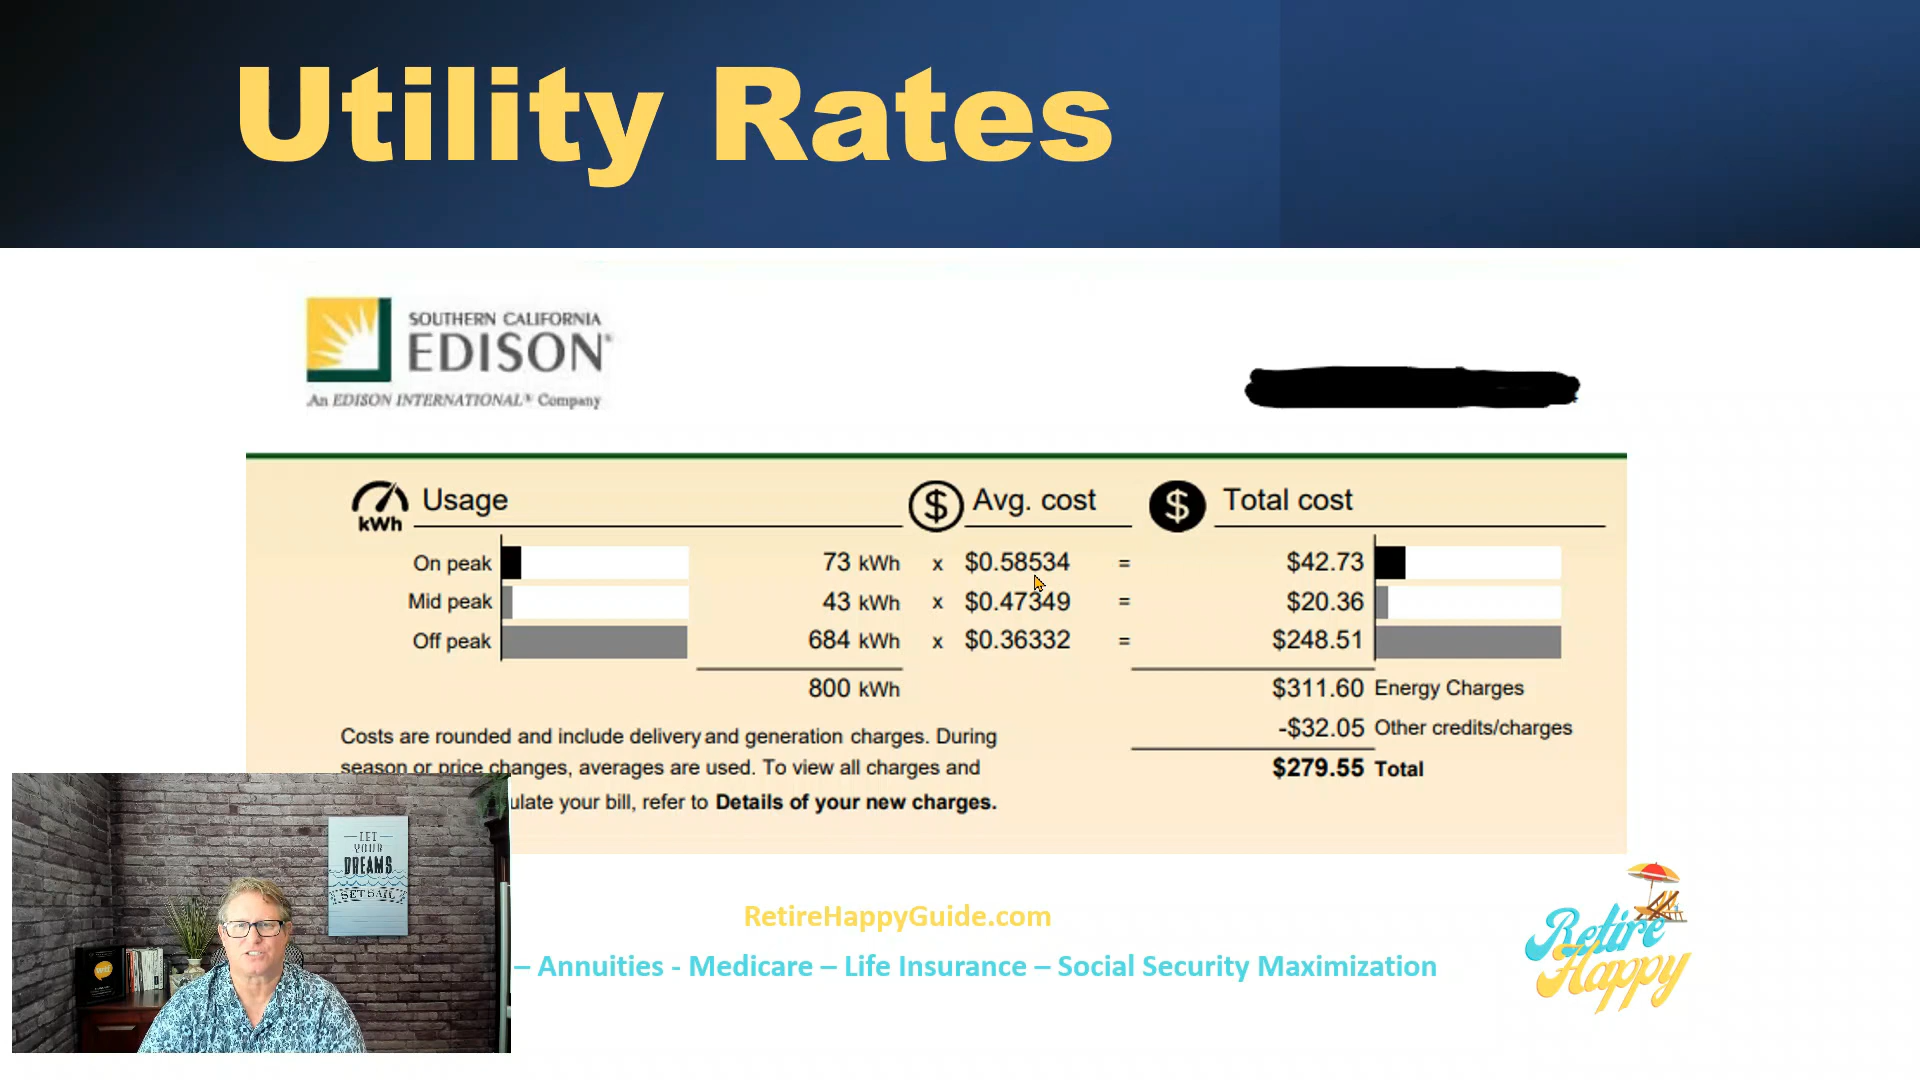 Utility Rates
SOUTHERN CALIFORNIA
EDISON®
An EDISON INTERNATIONAL® Company
kWh Usage $ Avg. cost $ Total cost
On peak 73 kWh x $0.58534 = $42.73
Mid peak 43 kWh x $0.47349 = $20.36
Off peak 684 kWh x $0.36332 = $248.51
800 kWh $311.60 Energy Charges
-$32.05 Other credits/charges
$279.55 Total
Costs are rounded and include delivery and generation charges. During
season or price changes, averages are used. To view all charges and
ulate your bill, refer to Details of your new charges.
LET
YOUR
DREAMS
SET SAIL
RetireHappyGuide.com
– Annuities - Medicare – Life Insurance – Social Security Maximization
Retire
Happy